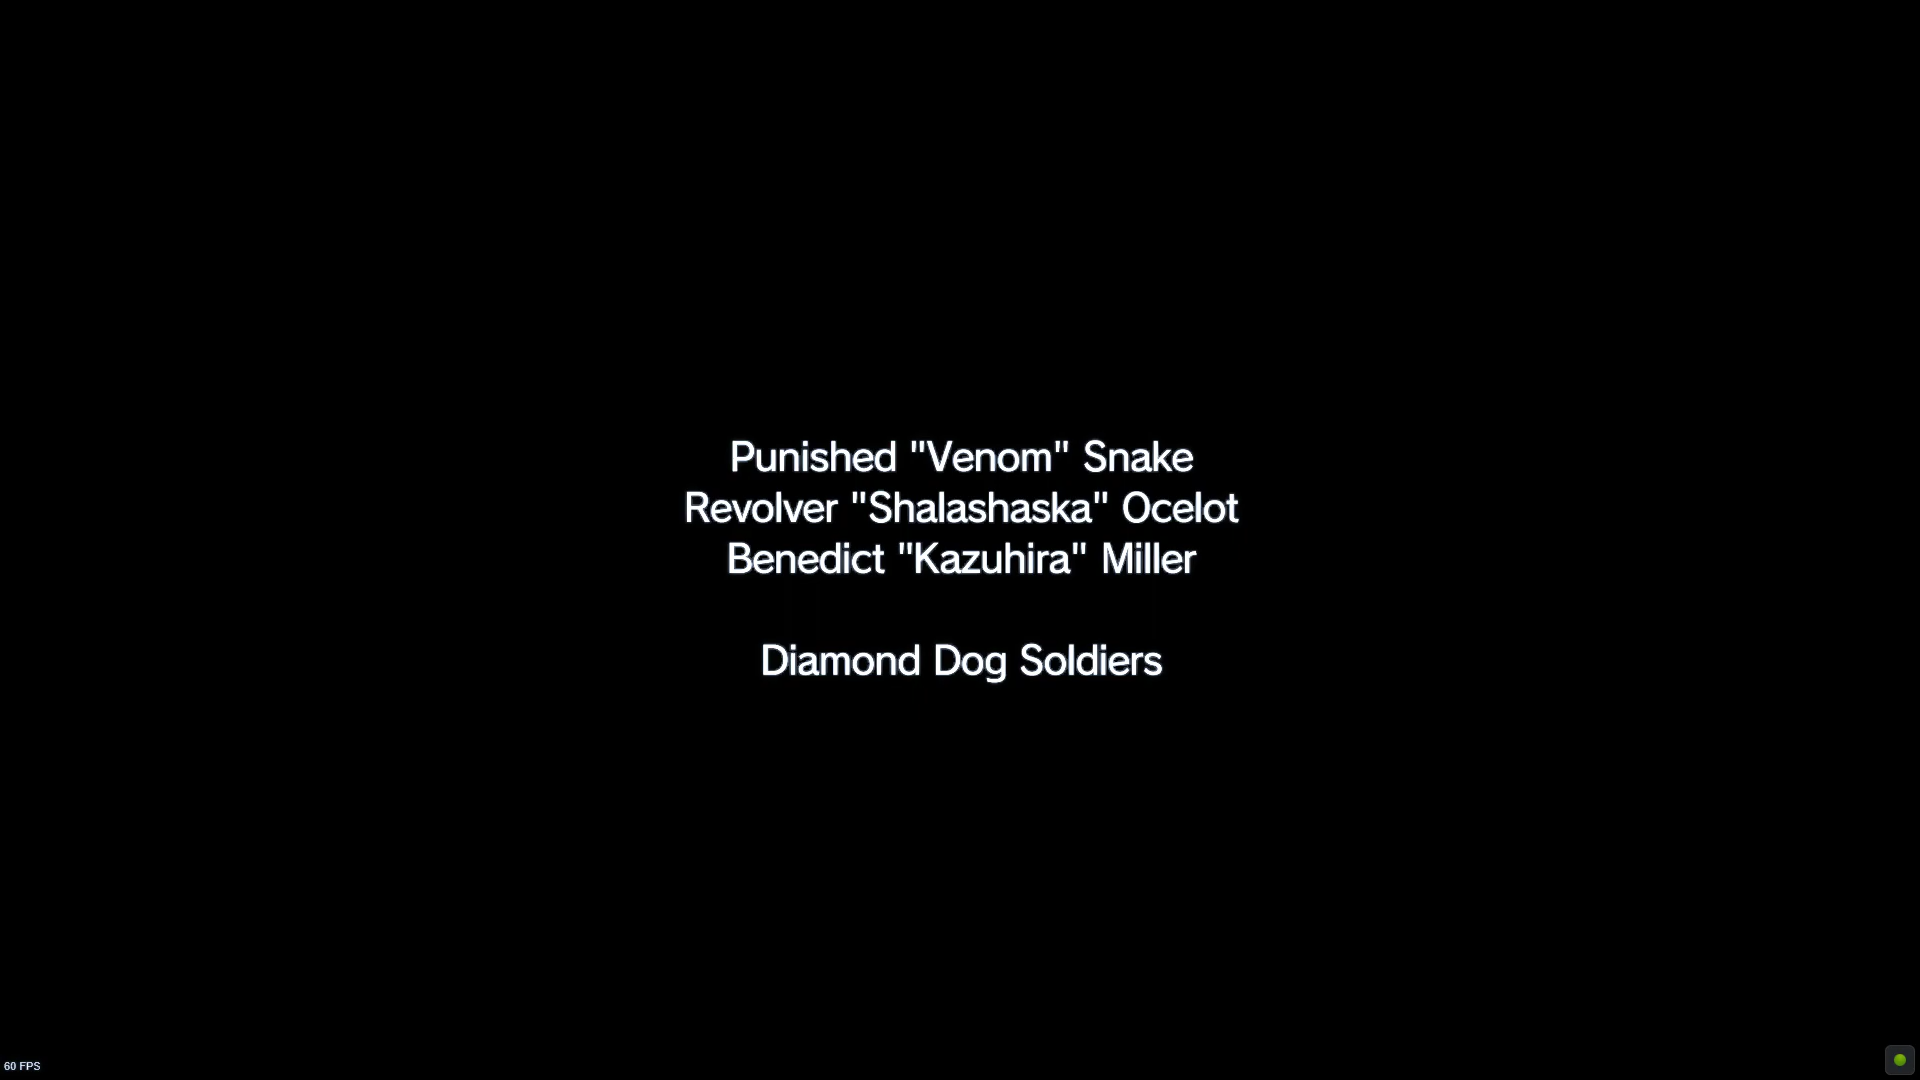 Punished "Venom" Snake
Revolver "Shalashaska" Ocelot
Benedict "Kazuhira" Miller
Diamond Dog Soldiers
60 FPS